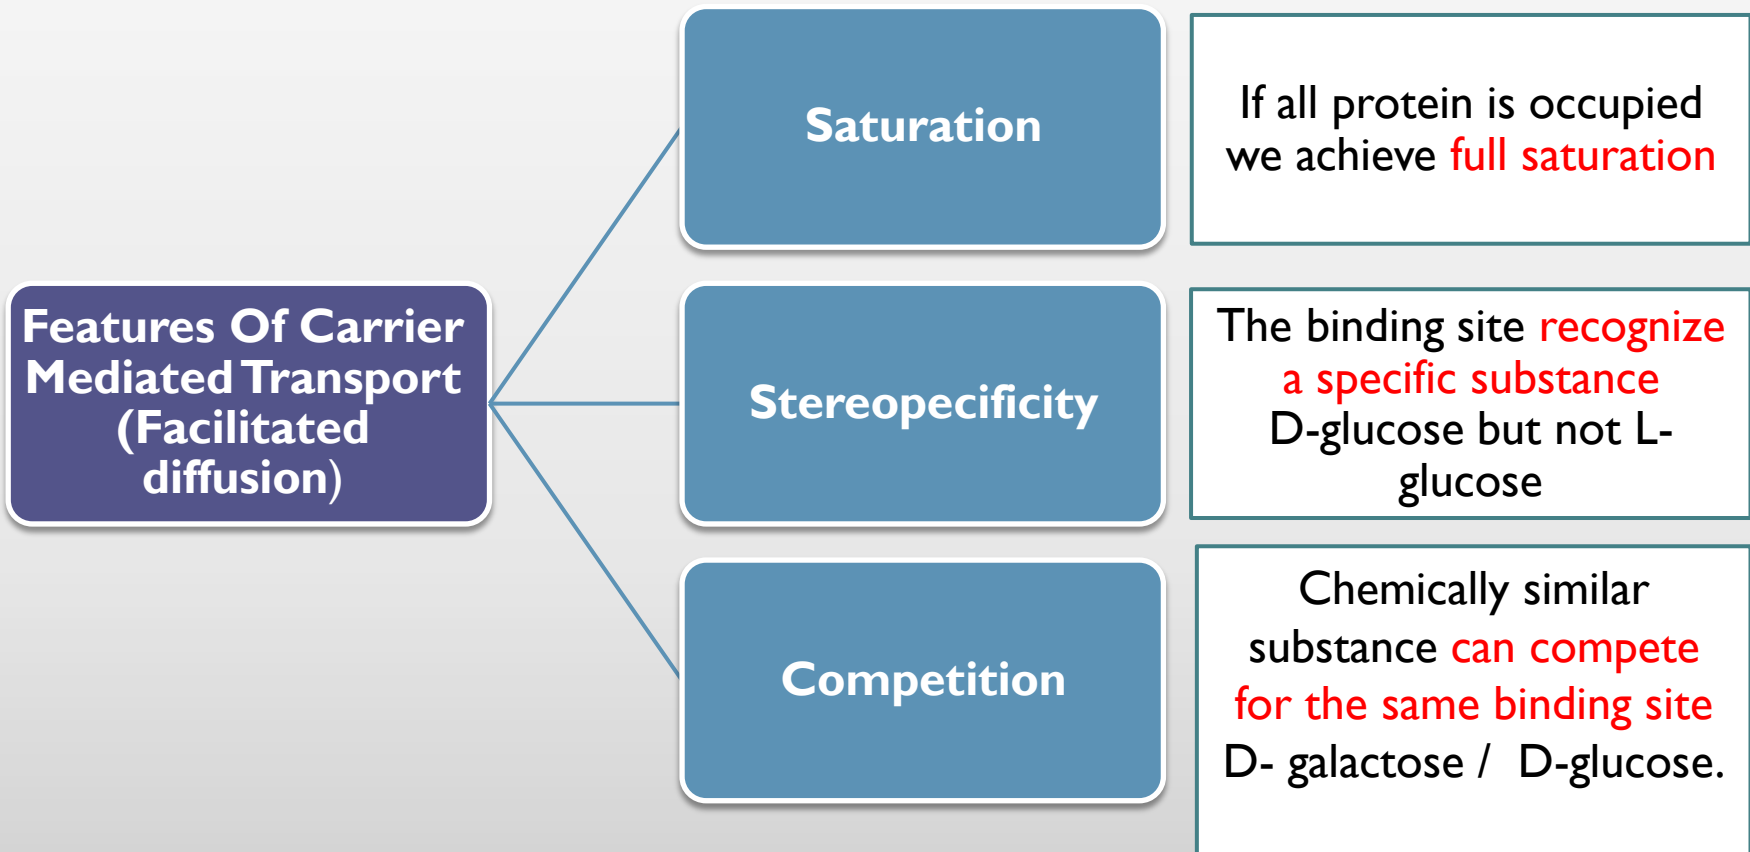 Saturation
If all protein is occupied
we achieve full saturation
Features Of Carrier
Mediated Transport
(Facilitated
diffusion)
Stereopecificity
The binding site recognize
a specific substance
D-glucose but not L-
glucose
Competition
Chemically similar
substance can compete
for the same binding site
D- galactose / D-glucose.